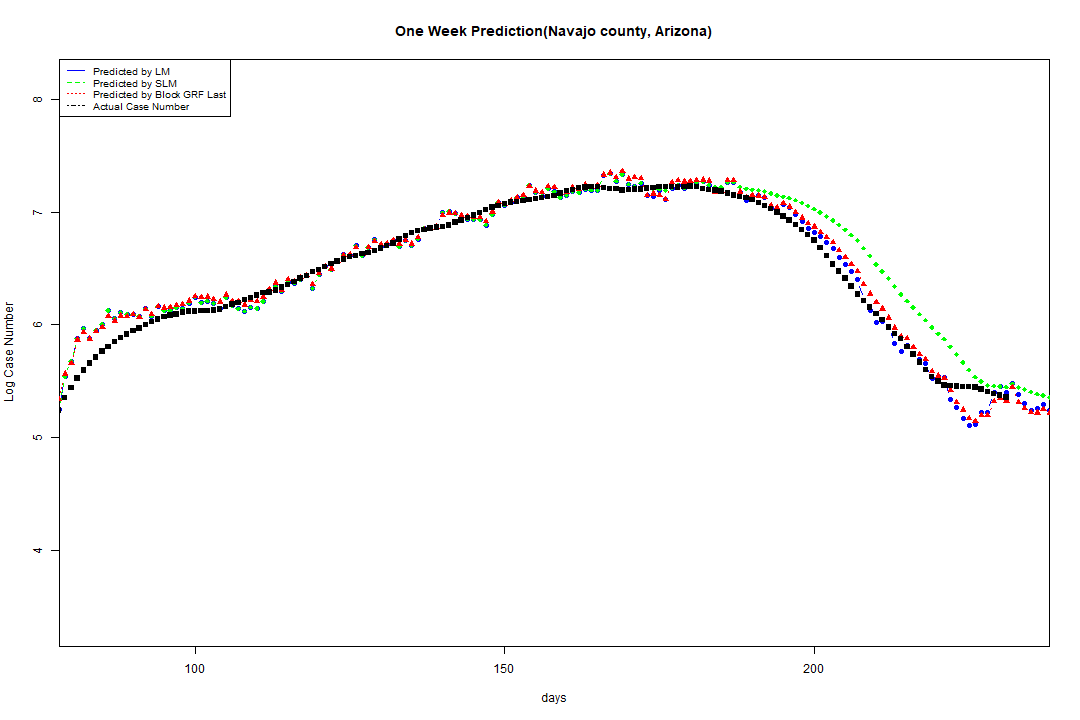 One Week Prediction(Navajo county, Arizona)
Predicted by LM
Predicted by SLM
Predicted by Block GRF Last
Actual Case Number
8
7
6
5
4
Log Case Number
100 150 200
days